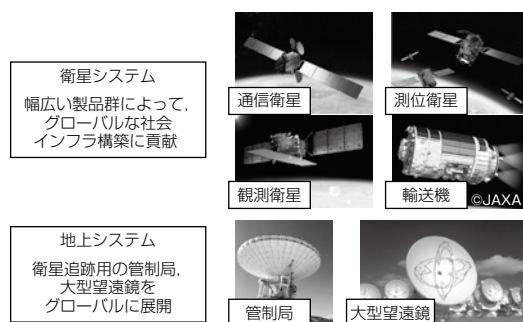 衛星システム
幅広い製品群によって，
グローバルな社会
インフラ構築に貢献
通信衛星
測位衛星
観測衛星
輸送機
©JAXA
地上システム
衛星追跡用の管制局，
大型望遠鏡を
グローバルに展開
管制局
大型望遠鏡